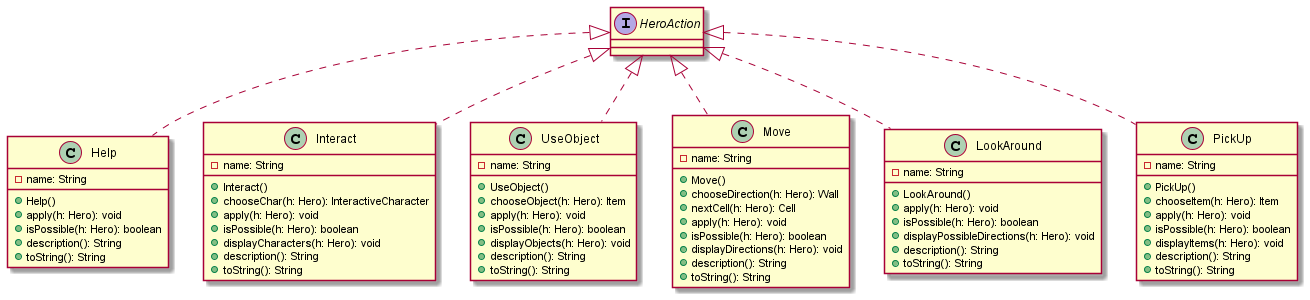 I HeroAction
C Help
name: String
Help()
apply(h: Hero): void
isPossible(h: Hero): boolean
description(): String
toString(): String
C Interact
name: String
Interact()
chooseChar(h: Hero): InteractiveCharacter
apply(h: Hero): void
isPossible(h: Hero): boolean
displayCharacters(h: Hero): void
description(): String
toString(): String
C UseObject
name: String
UseObject()
chooseObject(h: Hero): Item
apply(h: Hero): void
isPossible(h: Hero): boolean
displayObjects(h: Hero): void
description(): String
toString(): String
C Move
name: String
Move()
chooseDirection(h: Hero): Wall
nextCell(h: Hero): Cell
apply(h: Hero): void
isPossible(h: Hero): boolean
displayDirections(h: Hero): void
description(): String
toString(): String
C LookAround
name: String
LookAround()
apply(h: Hero): void
isPossible(h: Hero): boolean
displayPossibleDirections(h: Hero): void
description(): String
toString(): String
C PickUp
name: String
PickUp()
chooseItem(h: Hero): Item
apply(h: Hero): void
isPossible(h: Hero): boolean
displayItems(h: Hero): void
description(): String
toString(): String